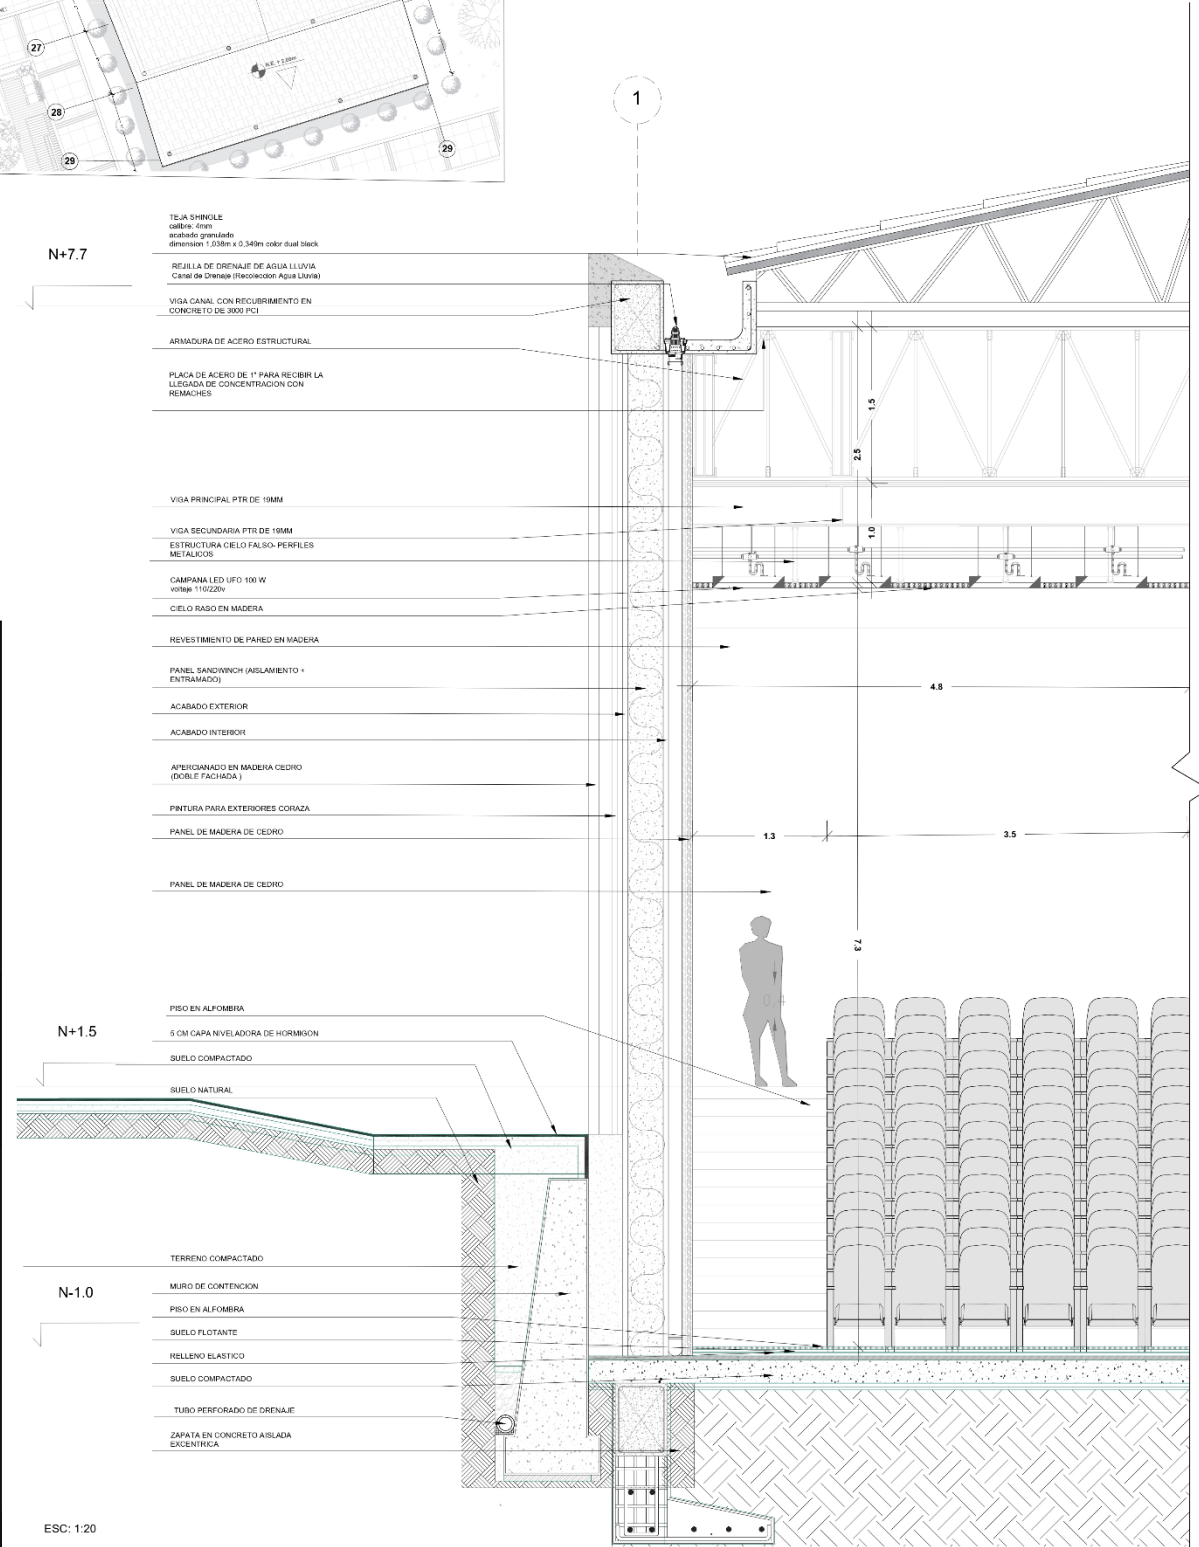 27
28
29
29
N.E. + 2.00m
1
TEJA SHINGLE
calibre: 4mm
acabado granulado
dimension 1,038m x 0,349m color dual black
N+7.7
REJILLA DE DRENAJE DE AGUA LLUVIA
Canal de Drenaje (Recoleccion Agua Lluvia)
VIGA CANAL CON RECUBRIMIENTO EN
CONCRETO DE 3000 PCI
ARMADURA DE ACERO ESTRUCTURAL
PLACA DE ACERO DE 1" PARA RECIBIR LA
LLEGADA DE CONCENTRACION CON
REMACHES
1.5
2.5
VIGA PRINCIPAL PTR DE 19MM
VIGA SECUNDARIA PTR DE 19MM
1.0
ESTRUCTURA CIELO FALSO- PERFILES
METALICOS
CAMPANA LED UFO 100 W
voltaje 110/220v
CIELO RASO EN MADERA
REVESTIMIENTO DE PARED EN MADERA
PANEL SANDWINCH (AISLAMIENTO +
ENTRAMADO)
4.8
ACABADO EXTERIOR
ACABADO INTERIOR
APERCIANADO EN MADERA CEDRO
(DOBLE FACHADA )
PINTURA PARA EXTERIORES CORAZA
PANEL DE MADERA DE CEDRO
1.3
3.5
PANEL DE MADERA DE CEDRO
7.3
0,4
PISO EN ALFOMBRA
N+1.5
5 CM CAPA NIVELADORA DE HORMIGON
SUELO COMPACTADO
SUELO NATURAL
TERRENO COMPACTADO
N-1.0
MURO DE CONTENCION
PISO EN ALFOMBRA
SUELO FLOTANTE
RELLENO ELASTICO
SUELO COMPACTADO
TUBO PERFORADO DE DRENAJE
ZAPATA EN CONCRETO AISLADA
EXCENTRICA
ESC: 1:20